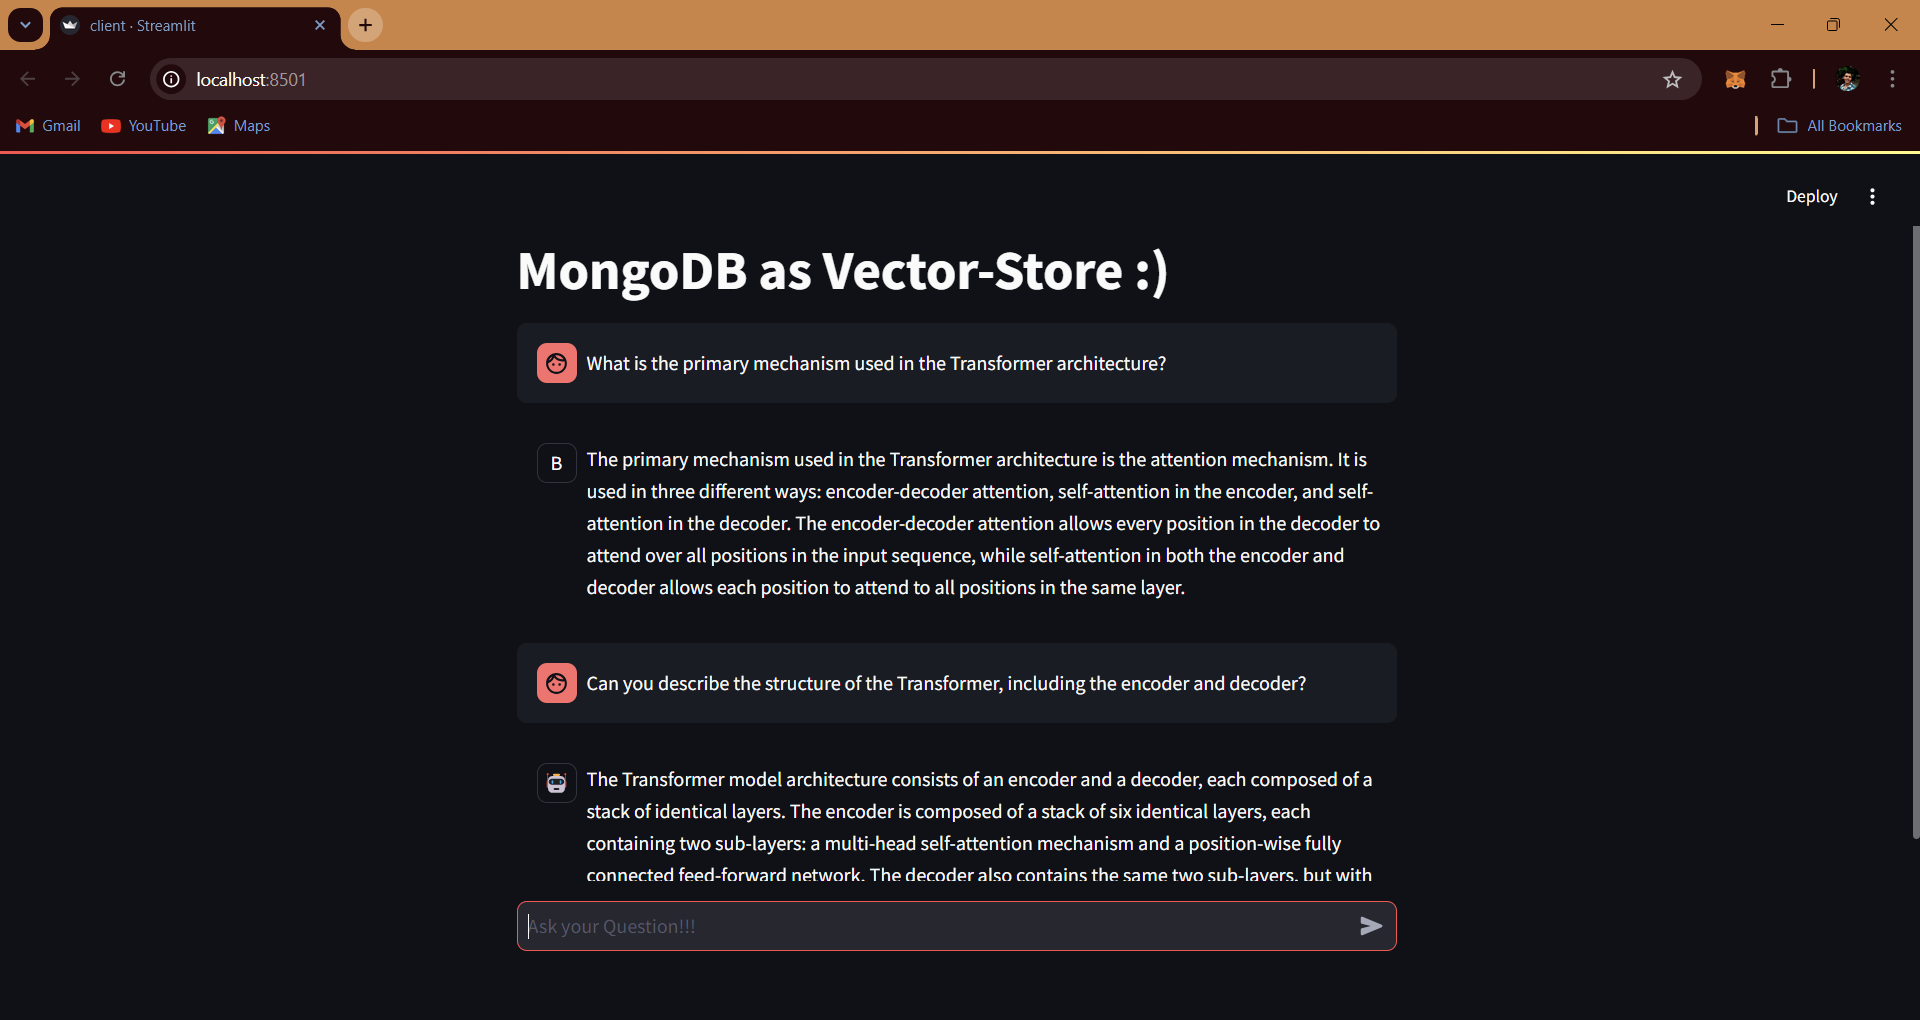 client · Streamlit
localhost:8501
Gmail
YouTube
Maps
All Bookmarks
Deploy
MongoDB as Vector-Store :)
What is the primary mechanism used in the Transformer architecture?
B
The primary mechanism used in the Transformer architecture is the attention mechanism. It is
used in three different ways: encoder-decoder attention, self-attention in the encoder, and self-
attention in the decoder. The encoder-decoder attention allows every position in the decoder to
attend over all positions in the input sequence, while self-attention in both the encoder and
decoder allows each position to attend to all positions in the same layer.
Can you describe the structure of the Transformer, including the encoder and decoder?
The Transformer model architecture consists of an encoder and a decoder, each composed of a
stack of identical layers. The encoder is composed of a stack of six identical layers, each
containing two sub-layers: a multi-head self-attention mechanism and a position-wise fully
connected feed-forward network. The decoder also contains the same two sub-layers, but with
Ask your Question!!!